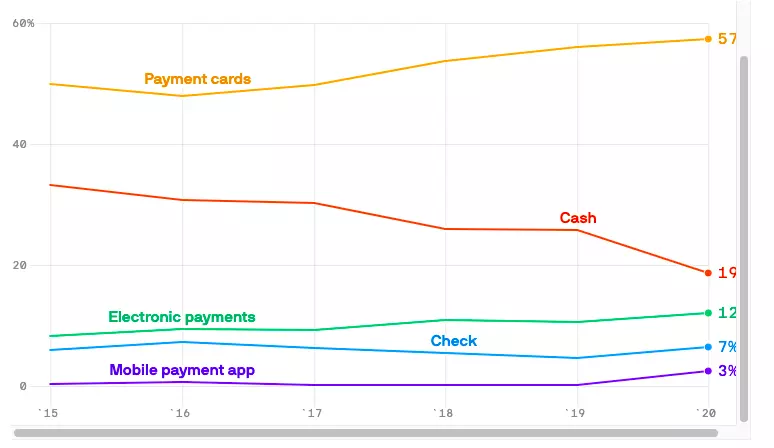 60%
57
Payment cards
40
Cash
20
19
Electronic payments
12
Check
7%
Mobile payment app
3%
0
'15 '16 '17 '18 '19 '20